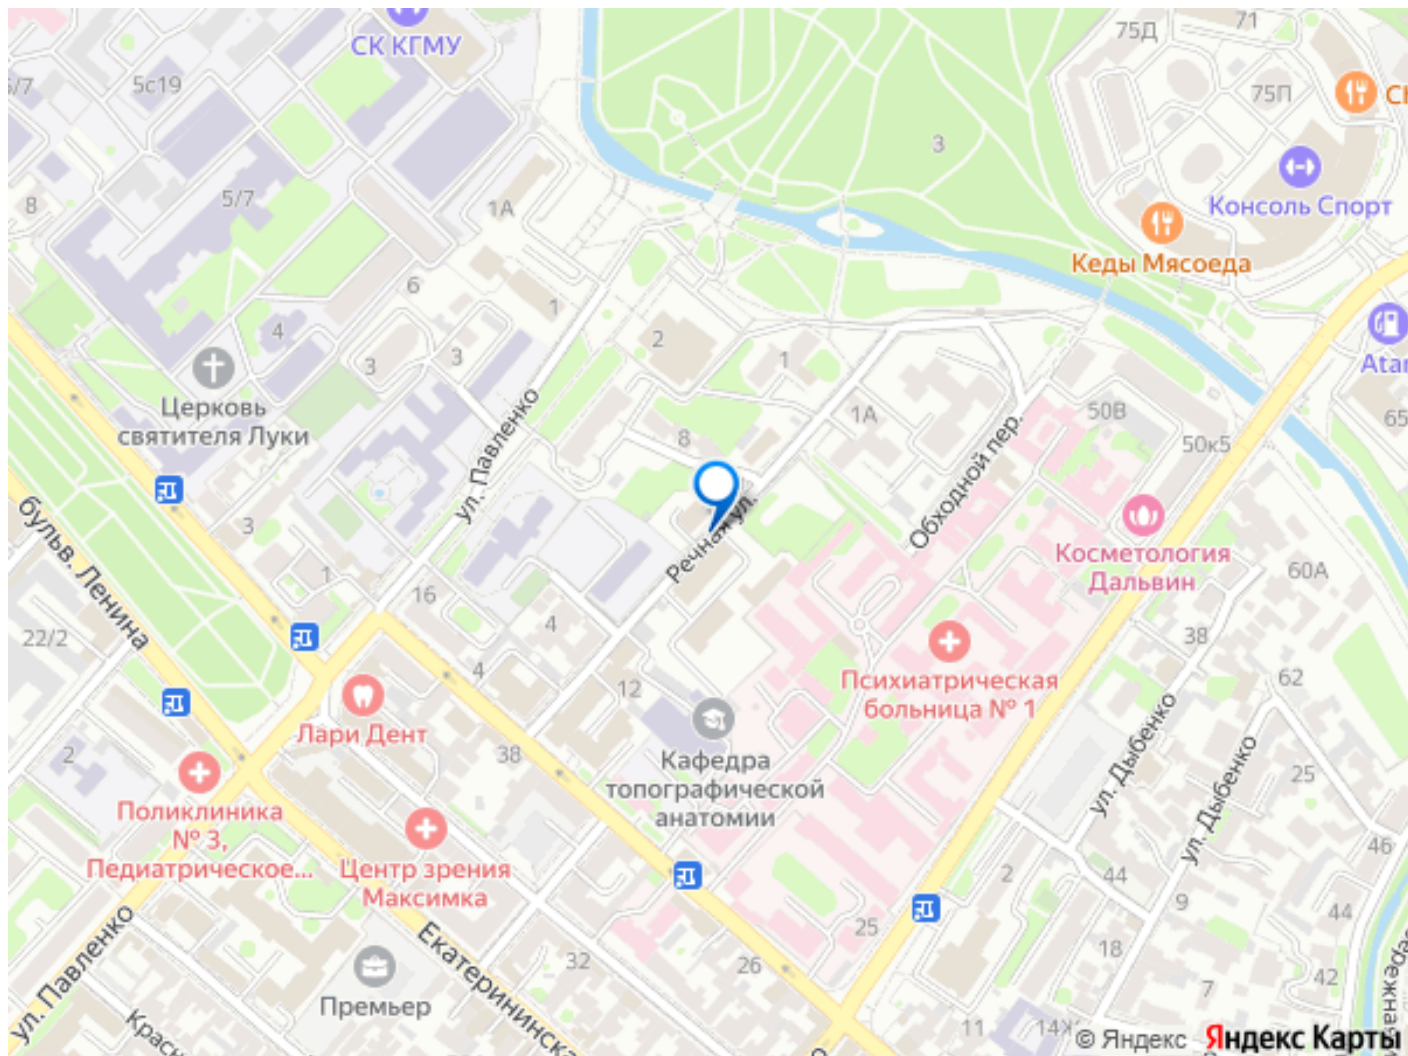 СК КГМУ
75Д
71
5с19
5/7
75П
3
Консоль Спорт
8
5/7
1А
Кеды Мясоеда
6
1
4
2
1
Atan
3
3
Церковь
святителя Луки
ул. Павленко
1А
50В
65
8
50к5
Обходной пер.
бульв. Ленина
3
Речная ул.
Косметология
Дальвин
1
16
60А
22/2
4
38
4
12
Психиатрическая
больница № 1
62
Лари Дент
2
38
Кафедра
топографической
анатомии
ул. Дыбенко
ул. Дыбенко
25
Поликлиника
№ 3,
Педиатрическое...
Центр зрения
Максимка
46
2
44
9
44
ул. Павленко
Екатерининска
25
18
32
26
42
Премьер
7
11
14
© Яндекс
Яндекс Карты